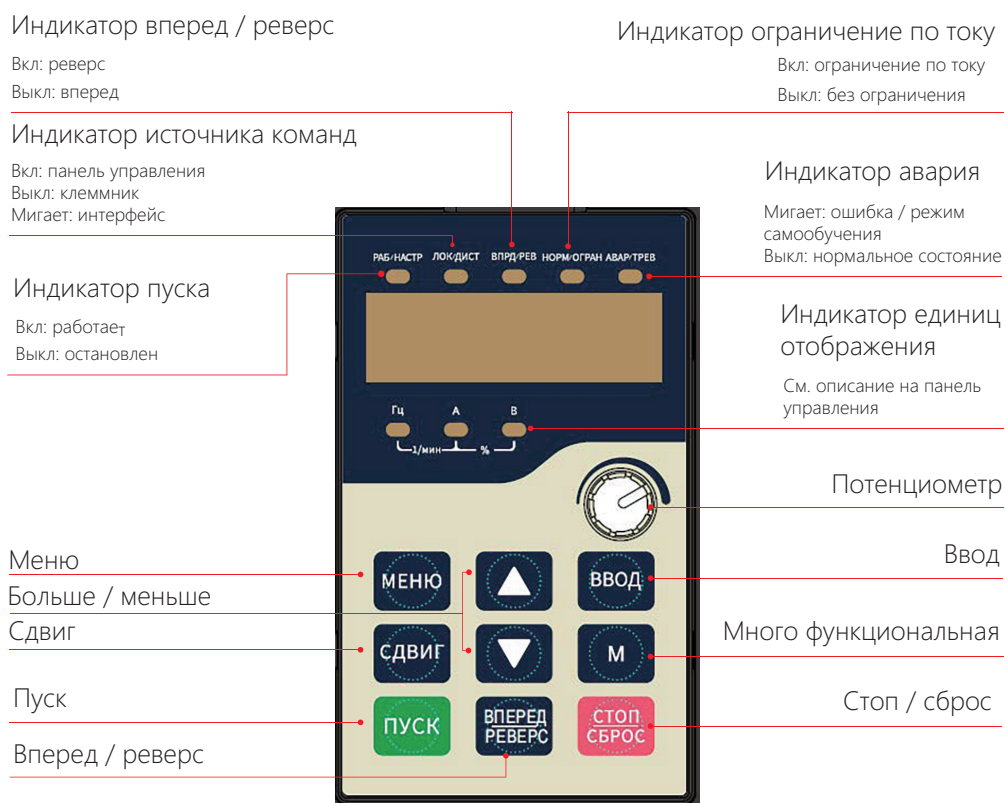 Индикатор вперед / реверс
Вкл: реверс
Выкл: вперед
Индикатор источника команд
Вкл: панель управления
Выкл: клеммник
Мигает: интерфейс
Индикатор пуска
Вкл: работает
Выкл: остановлен
Индикатор ограничение по току
Вкл: ограничение по току
Выкл: без ограничения
Индикатор авария
Мигает: ошибка / режим
самообучения
Выкл: нормальное состояние
Индикатор единиц
отображения
См. описание на панель
управления
РАБ/НАСТР ЛОК/ДИСТ ВПРД/РЕВ НОРМ/ОГРАН АВАР/ТРЕВ
Гц А В
1/мин %
Потенциометр
Меню
Больше / меньше
Сдвиг
Пуск
Вперед / реверс
МЕНЮ
ВВОД
СДВИГ
М
ПУСК
ВПЕРЕД
РЕВЕРС
СТОП
СБРОС
Ввод
Много функциональная
Стоп / сброс